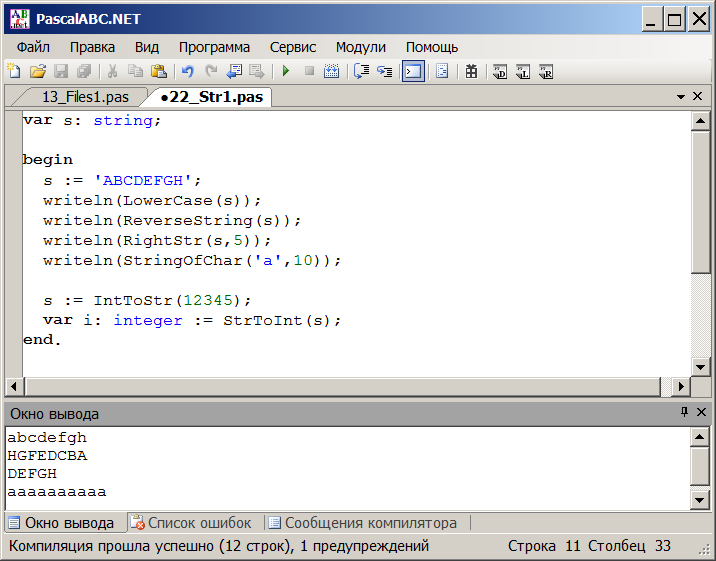 PascalABC.NET
Файл Правка Вид Программа Сервис Модули Помощь
13_Files1.pas •22_Str1.pas
var s: string;
begin
s := 'ABCDEFGH';
writeln(LowerCase(s));
writeln(ReverseString(s));
writeln(RightStr(s,5));
writeln(StringOfChar('a',10));
s := IntToStr(12345);
var i: integer := StrToInt(s);
end.
Окно вывода
abcdefgh
HGFEDCBA
DEFGH
aaaaaaaaaa
Окно вывода Список ошибок Сообщения компилятора
Компиляция прошла успешно (12 строк), 1 предупреждений Строка 11 Столбец 33